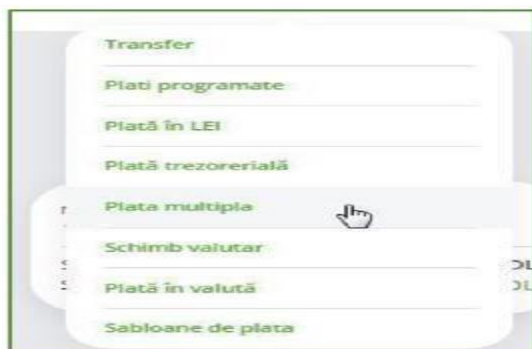 Transfer
Plati programate
Plată în LEI
Plată trezorerială
Plata multipla
Schimb valutar
Plată în valută
Sabloane de plata